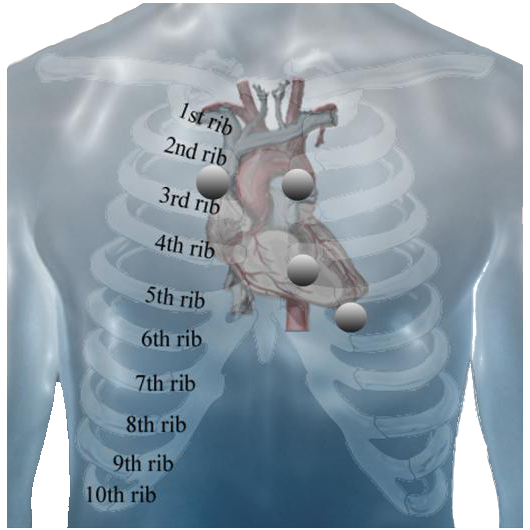 1st rib
2nd rib
3rd rib
4th rib
5th rib
6th rib
7th rib
8th rib
9th rib
10th rib